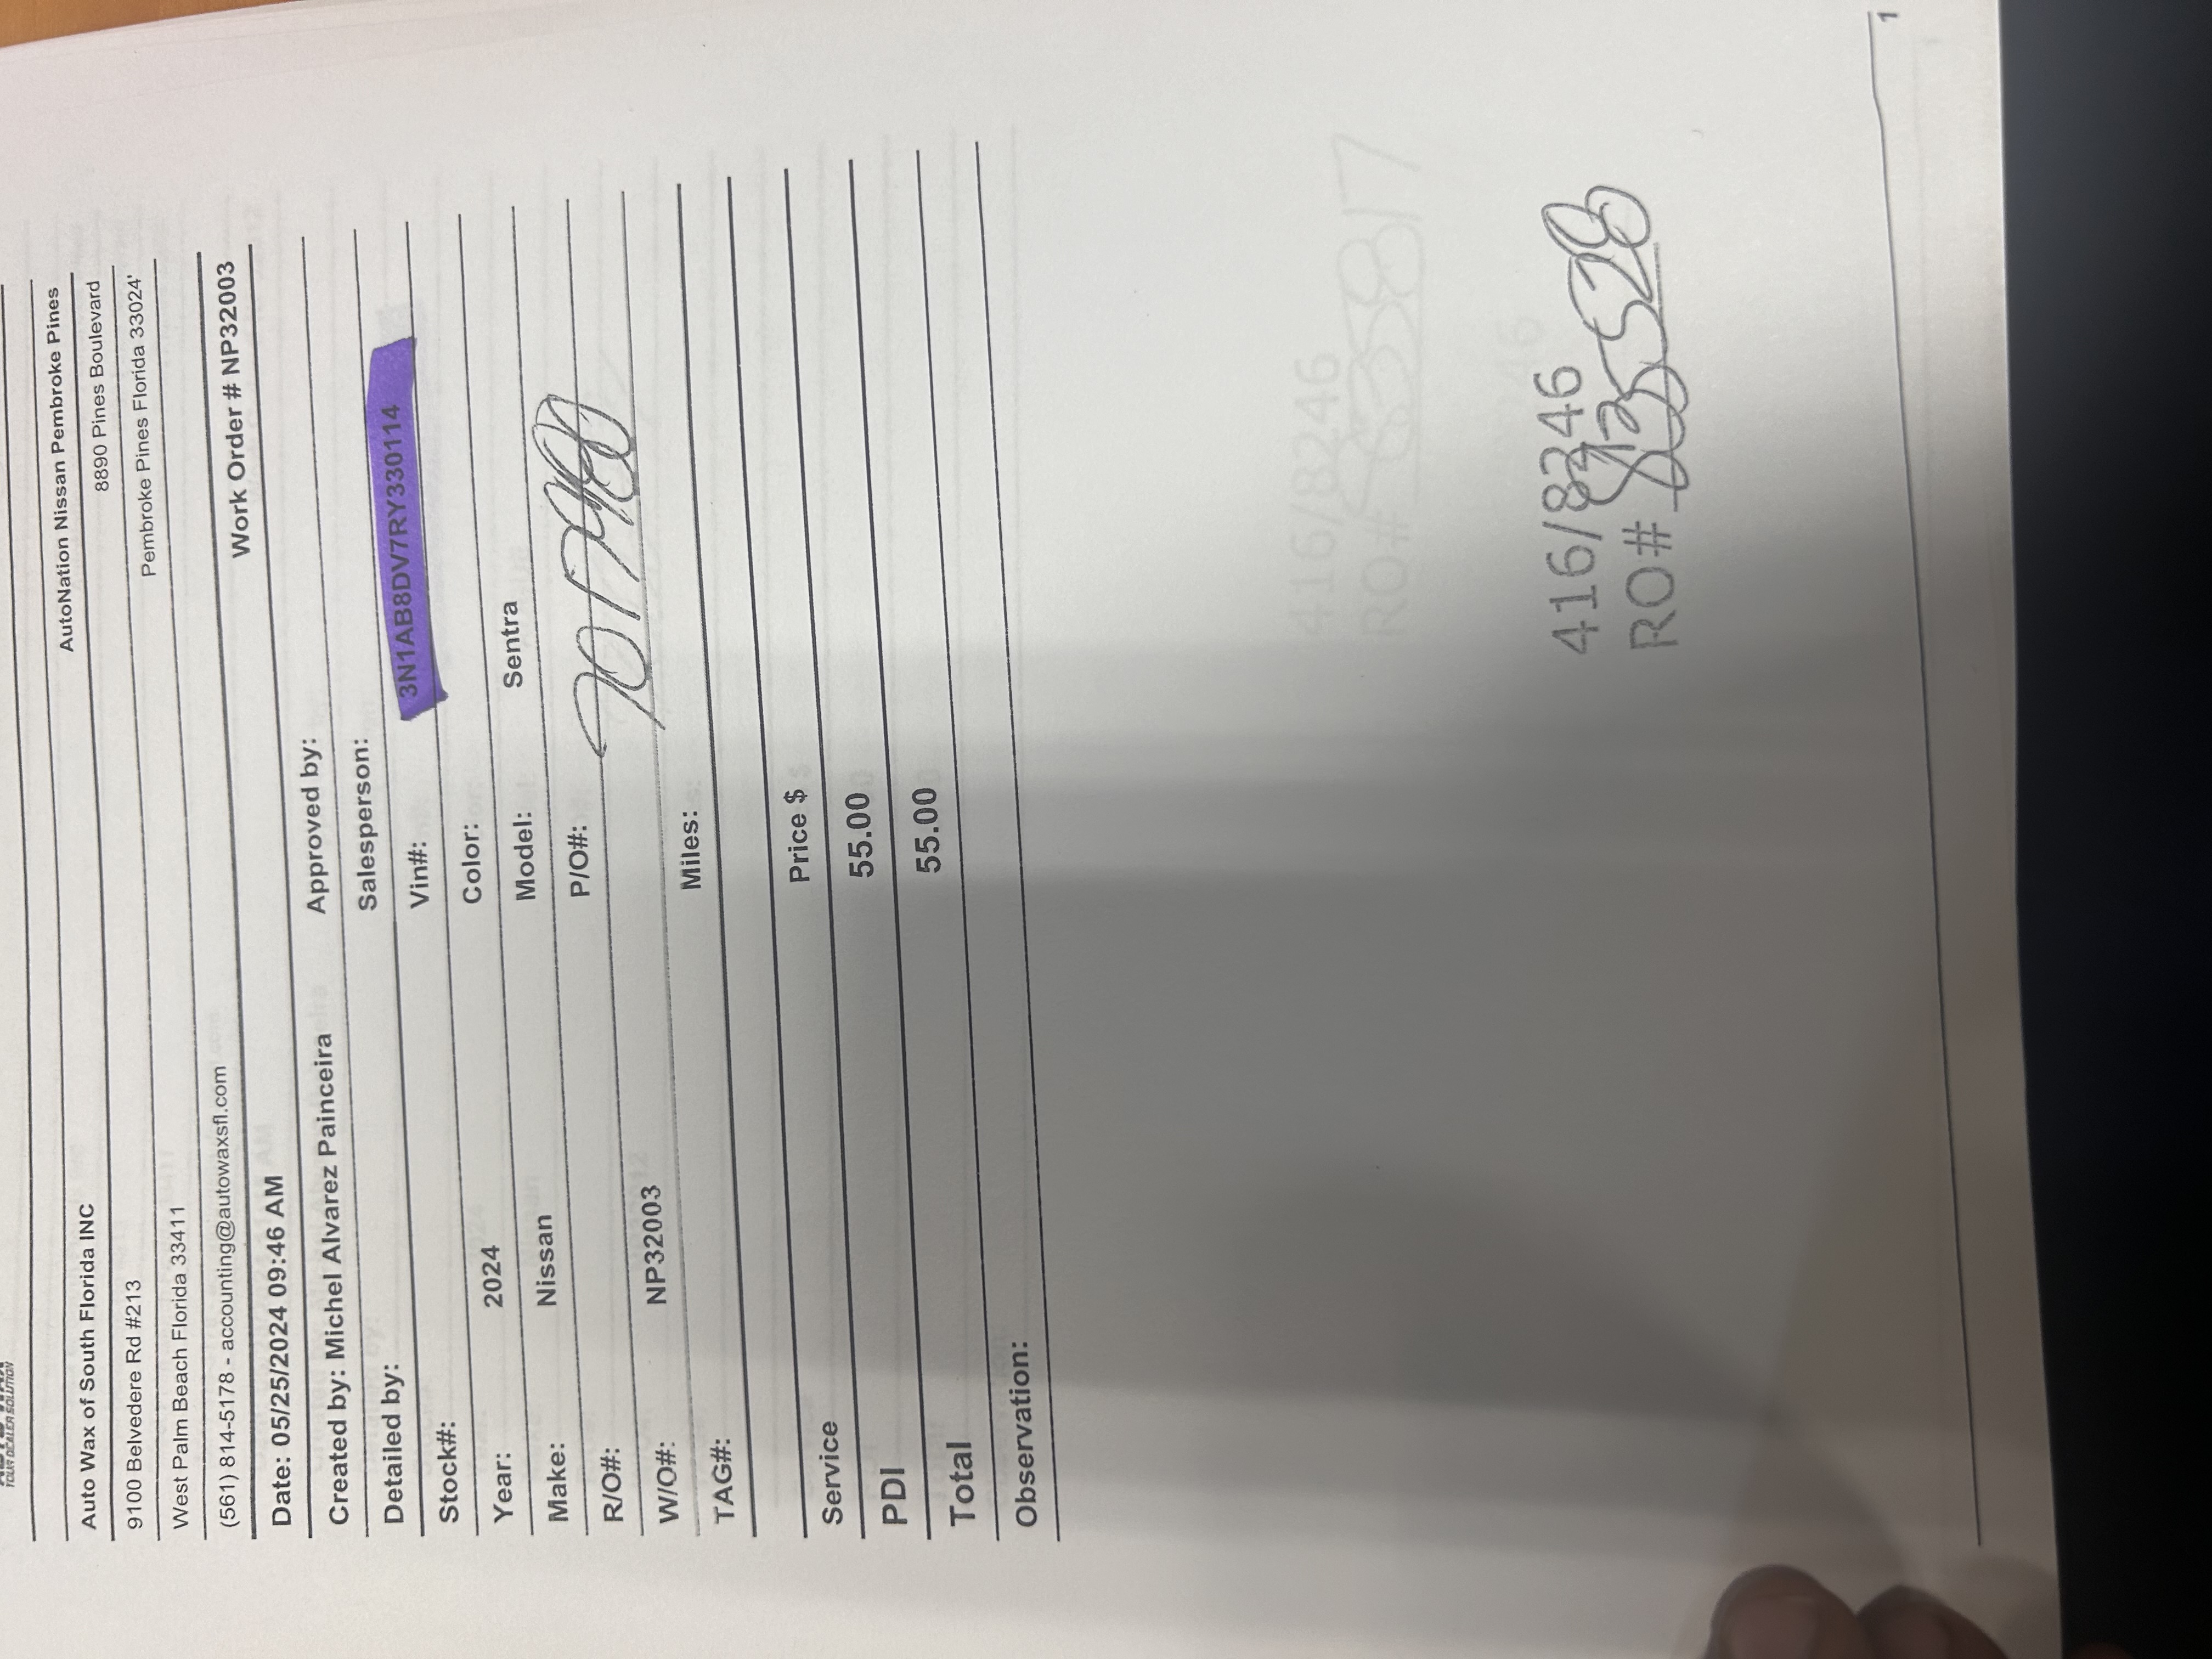 TOUR DEALER SOLUTION
Auto Wax of South Florida INC AutoNation Nissan Pembroke Pines
9100 Belvedere Rd #213 8890 Pines Boulevard
West Palm Beach Florida 33411 Pembroke Pines Florida 33024'
(561) 814-5178 - accounting@autowaxsfl.com
Work Order # NP32003
Date: 05/25/2024 09:46 AM
Created by: Michel Alvarez Painceira Approved by:
Detailed by: Salesperson:
Stock#: Vin#: 3N1AB8DV7RY330114
Year: 2024 Color:
Make: Nissan Model: Sentra
R/O#: P/O#:
W/O#: NP32003
TAG#: Miles:
Service Price $
PDI 55.00
Total 55.00
Observation:
416/8246
RO#
1